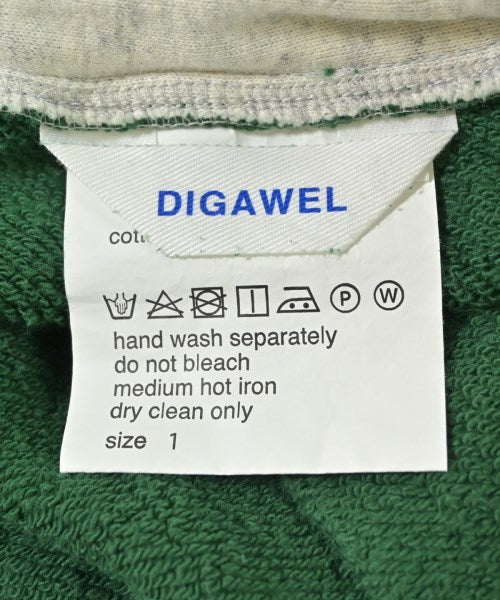 DIGAWEL
P W
hand wash separately
do not bleach
medium hot iron
dry clean only
size 1